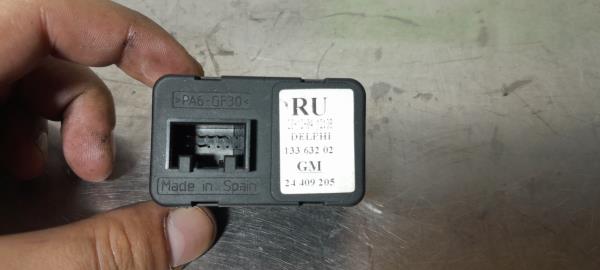 >PA6-GF30<
Made in Spain
RU
DELPHI
133 632 02
GM
24 409 205